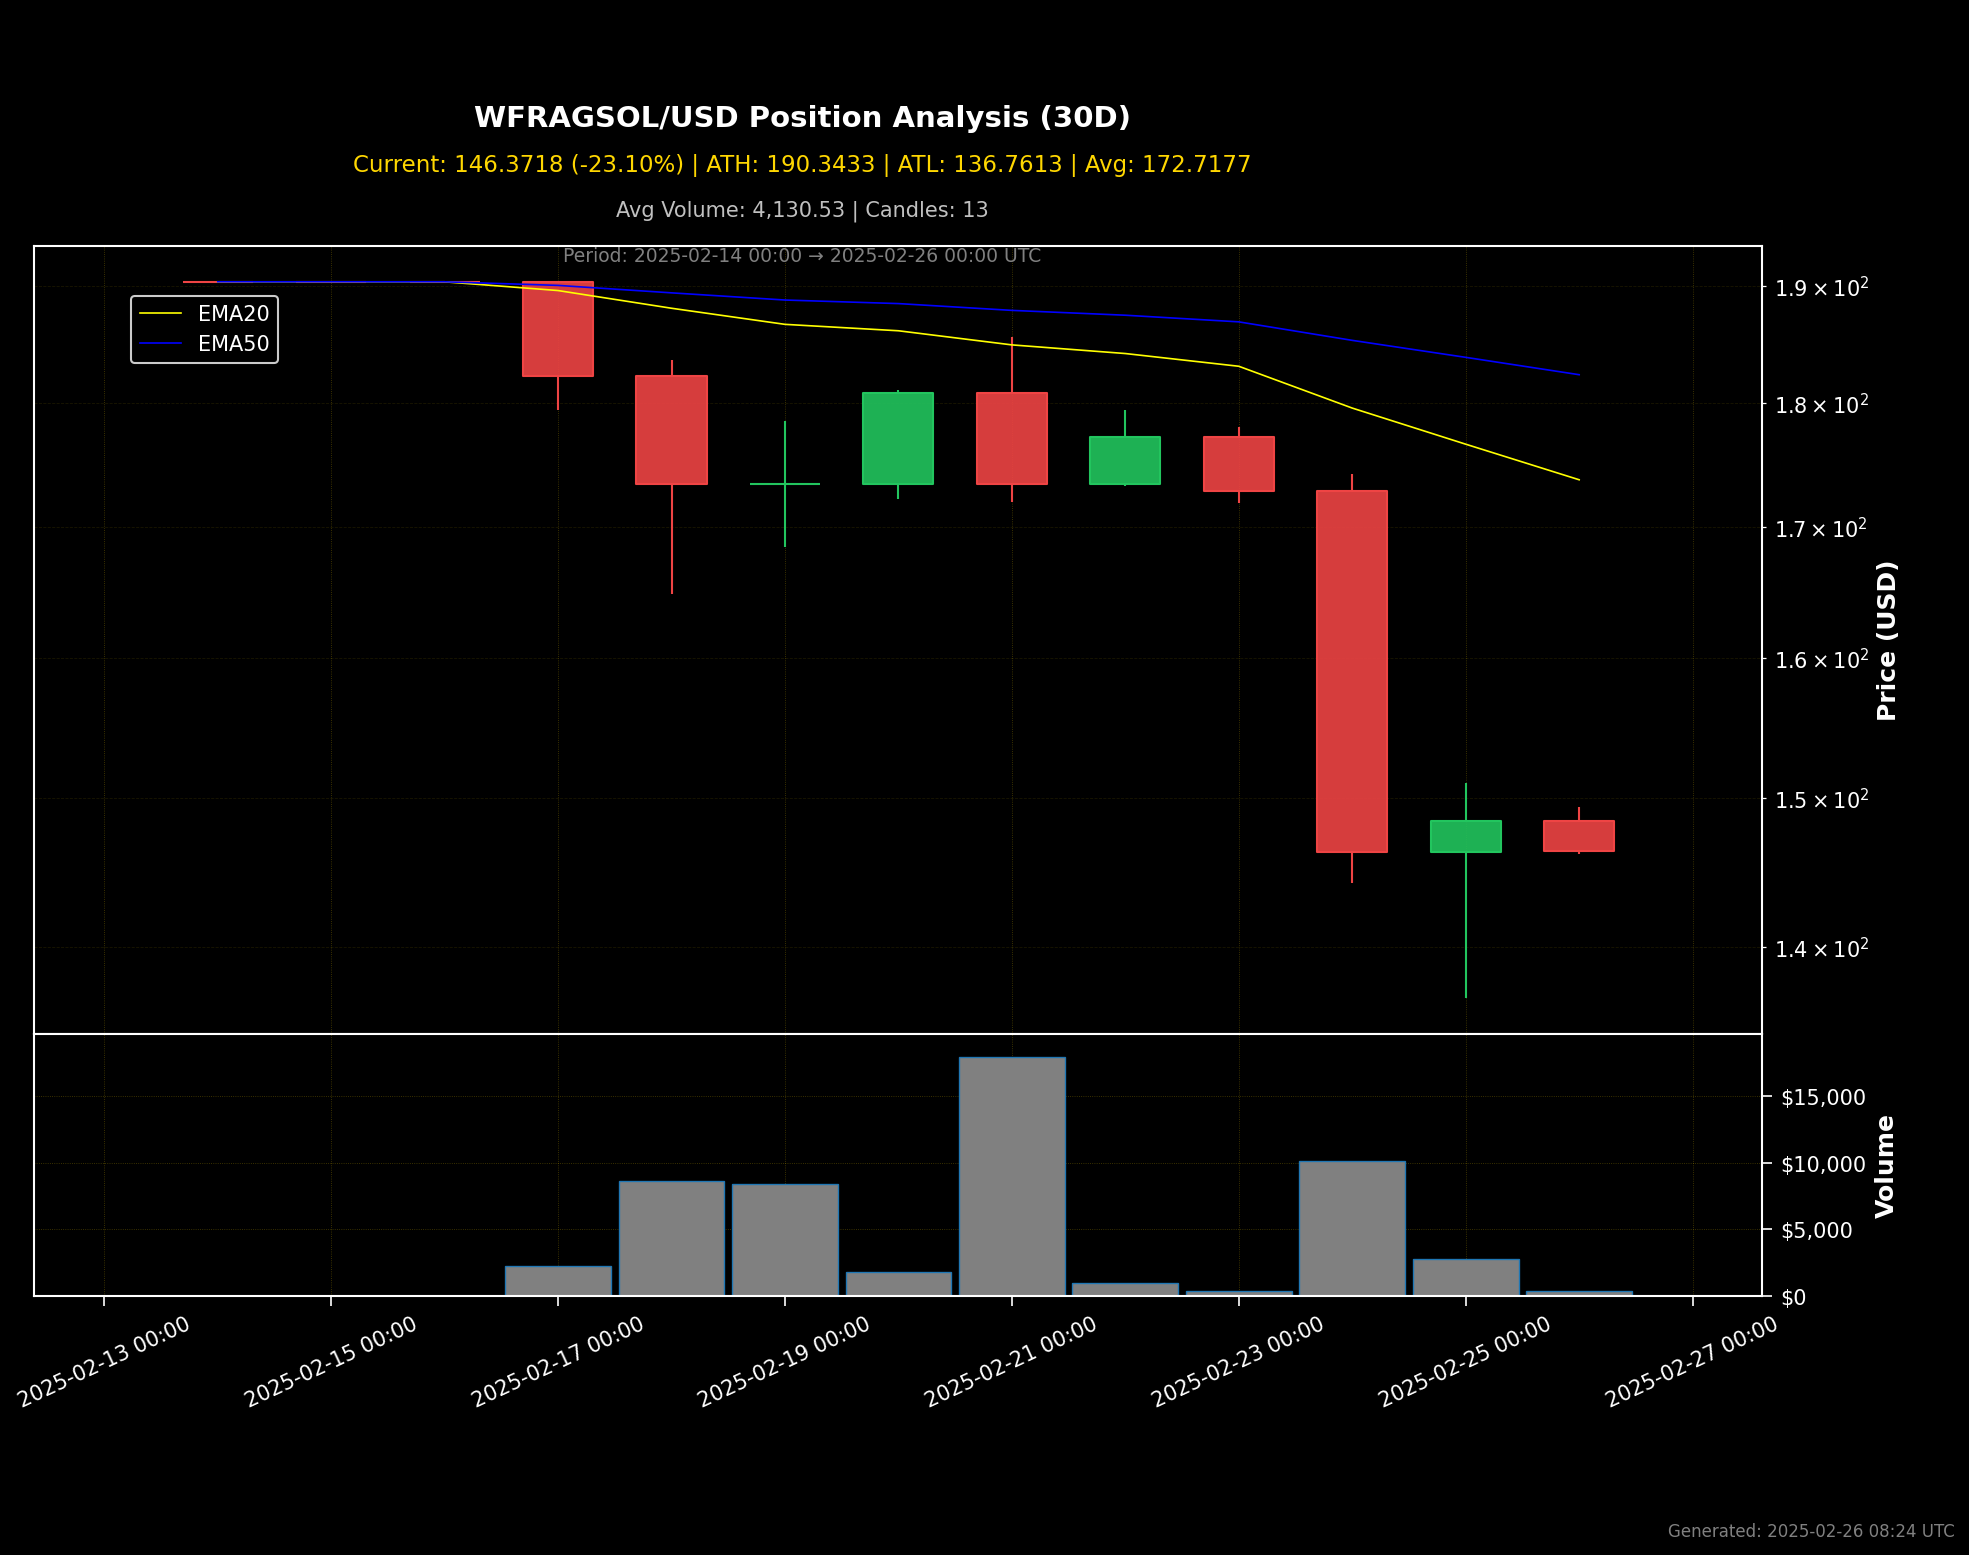 WFRAGSOL/USD Position Analysis (30D)
Current: 146.3718 (-23.10%) | ATH: 190.3433 | ATL: 136.7613 | Avg: 172.7177
Avg Volume: 4,130.53 | Candles: 13
Period: 2025-02-14 00:00 → 2025-02-26 00:00 UTC
EMA20
EMA50
1.9 × 10²
1.8 × 10²
1.7 × 10²
1.6 × 10²
1.5 × 10²
1.4 × 10²
Price (USD)
$15,000
$10,000
$5,000
$0
Volume
2025-02-13 00:00
2025-02-15 00:00
2025-02-17 00:00
2025-02-19 00:00
2025-02-21 00:00
2025-02-23 00:00
2025-02-25 00:00
2025-02-27 00:00
Generated: 2025-02-26 08:24 UTC